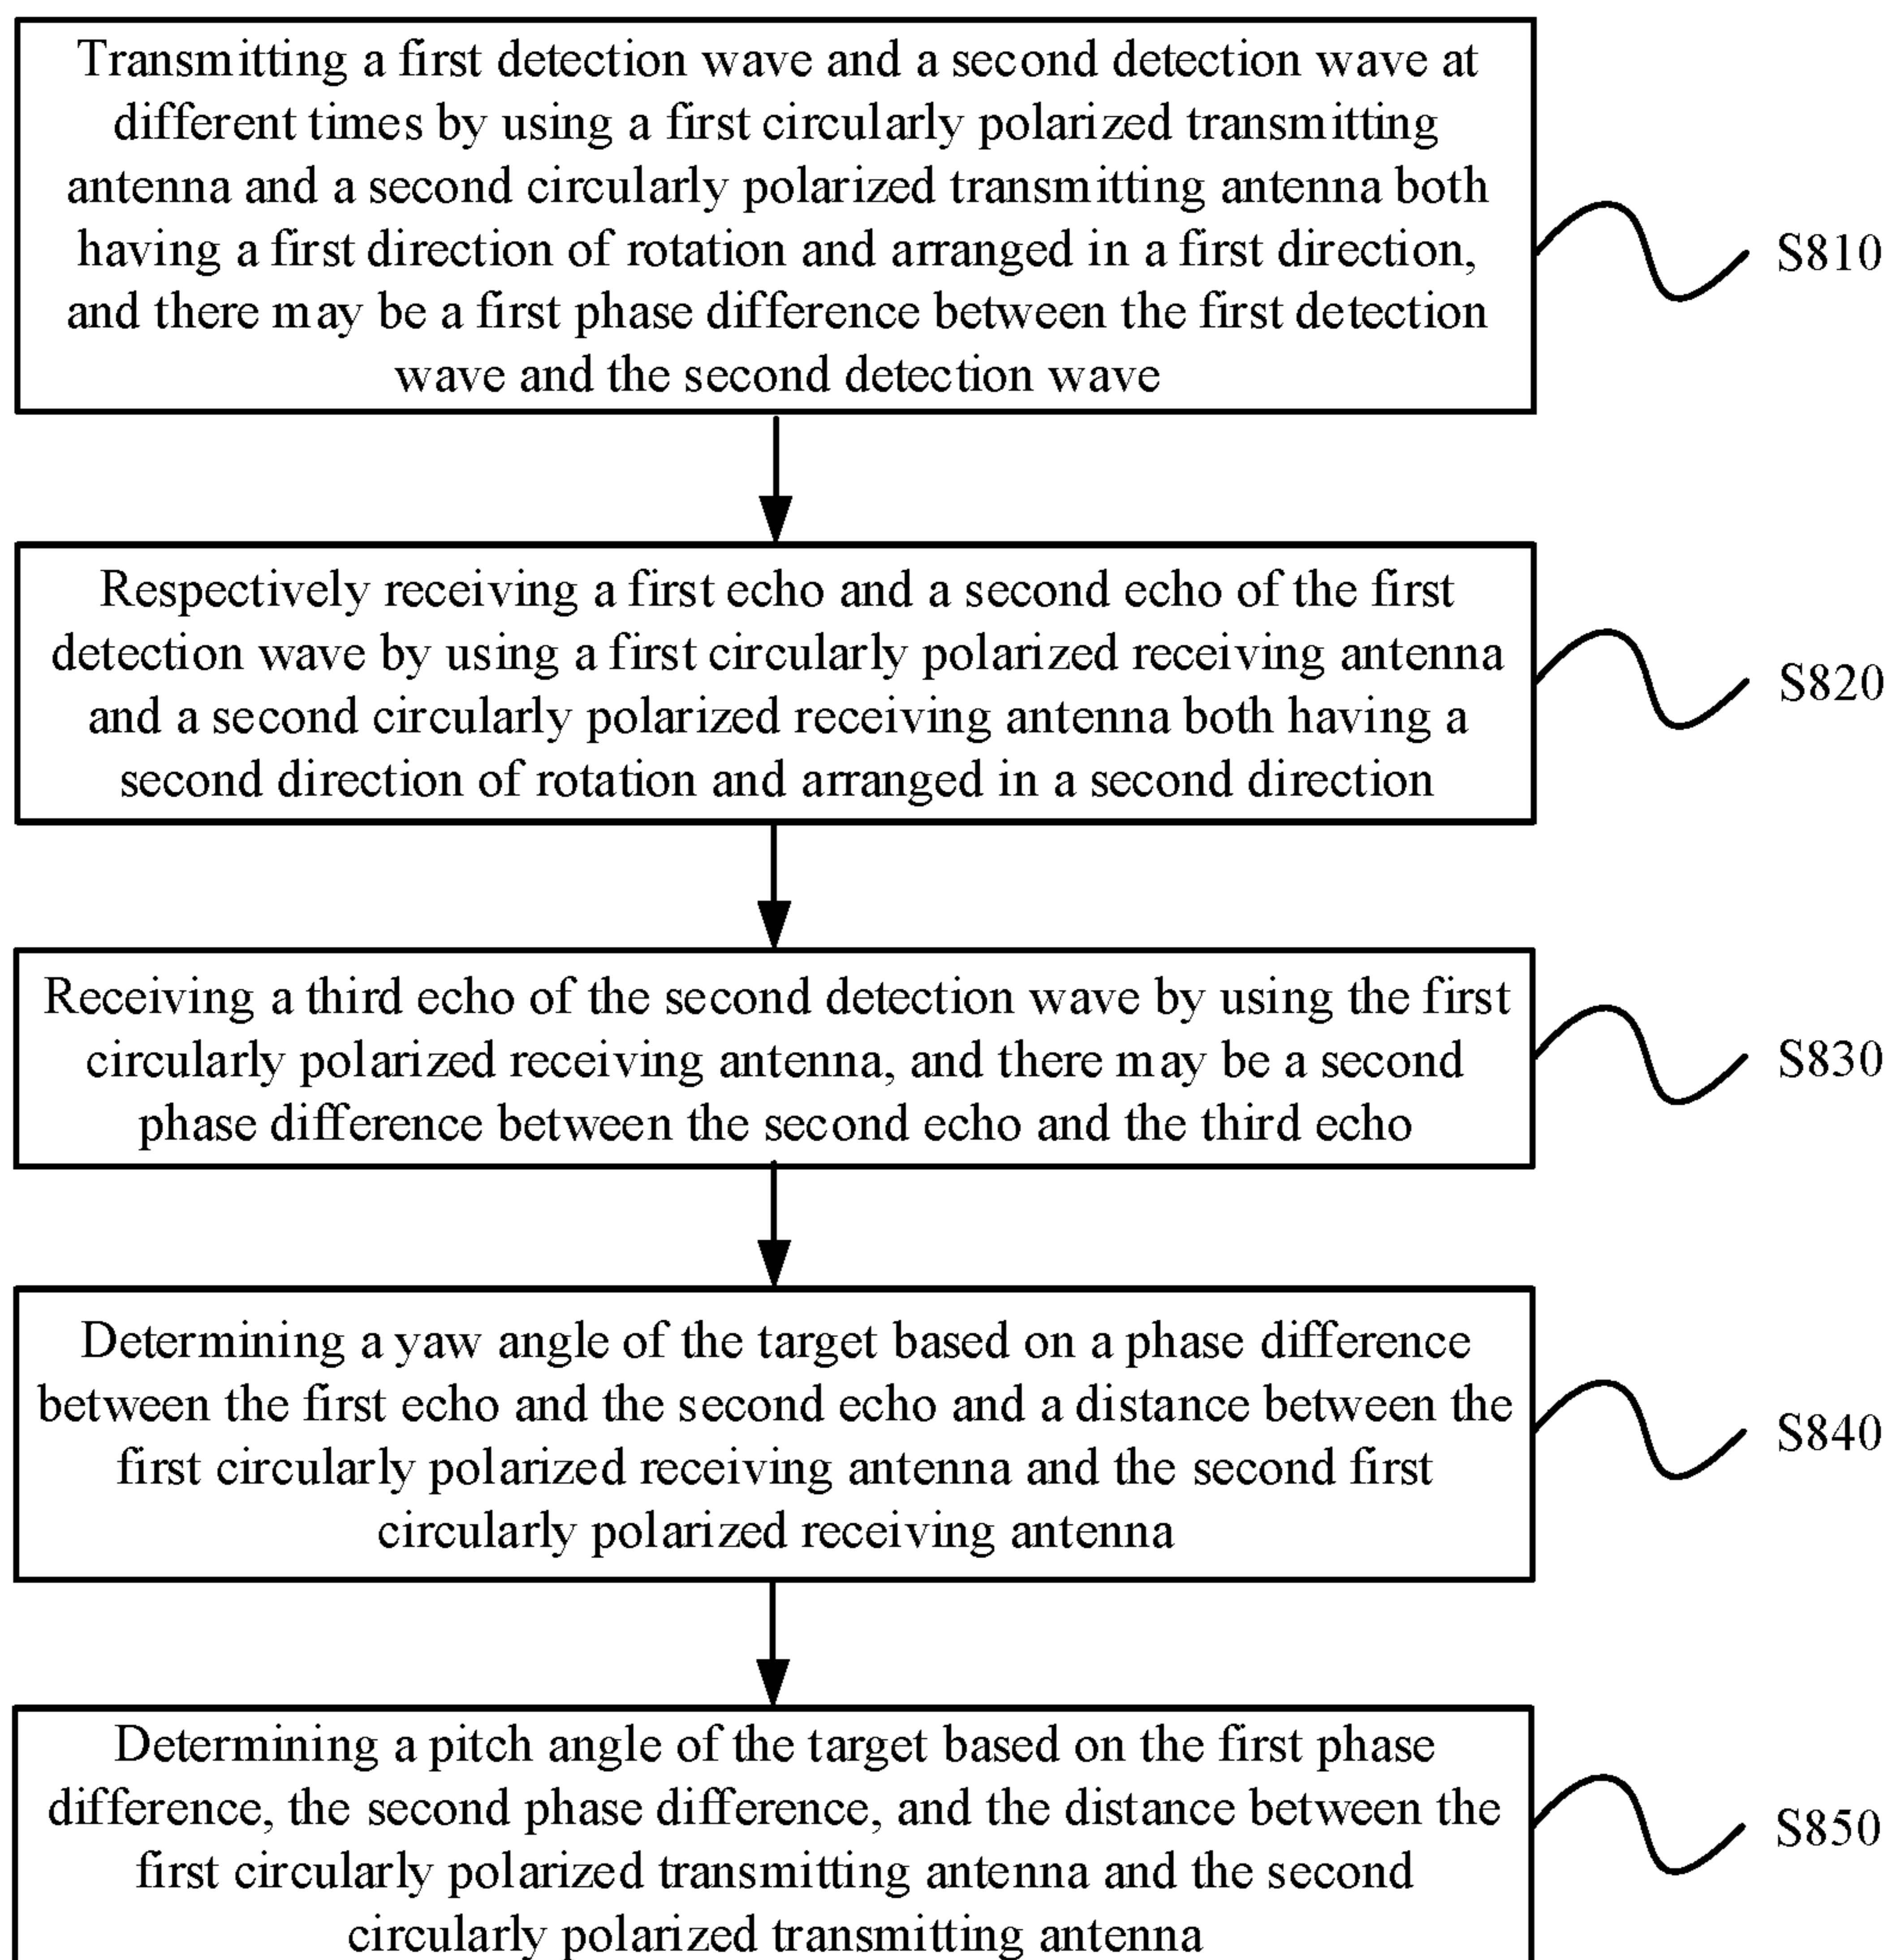 Transmitting a first detection wave and a second detection wave at
different times by using a first circularly polarized transmitting
antenna and a second circularly polarized transmitting antenna both
having a first direction of rotation and arranged in a first direction,
and there may be a first phase difference between the first detection
wave and the second detection wave
S810
Respectively receiving a first echo and a second echo of the first
detection wave by using a first circularly polarized receiving antenna
and a second circularly polarized receiving antenna both having a
second direction of rotation and arranged in a second direction
S820
Receiving a third echo of the second detection wave by using the first
circularly polarized receiving antenna, and there may be a second
phase difference between the second echo and the third echo
S830
Determining a yaw angle of the target based on a phase difference
between the first echo and the second echo and a distance between the
first circularly polarized receiving antenna and the second first
circularly polarized receiving antenna
S840
Determining a pitch angle of the target based on the first phase
difference, the second phase difference, and the distance between the
first circularly polarized transmitting antenna and the second
circularly polarized transmitting antenna
S850